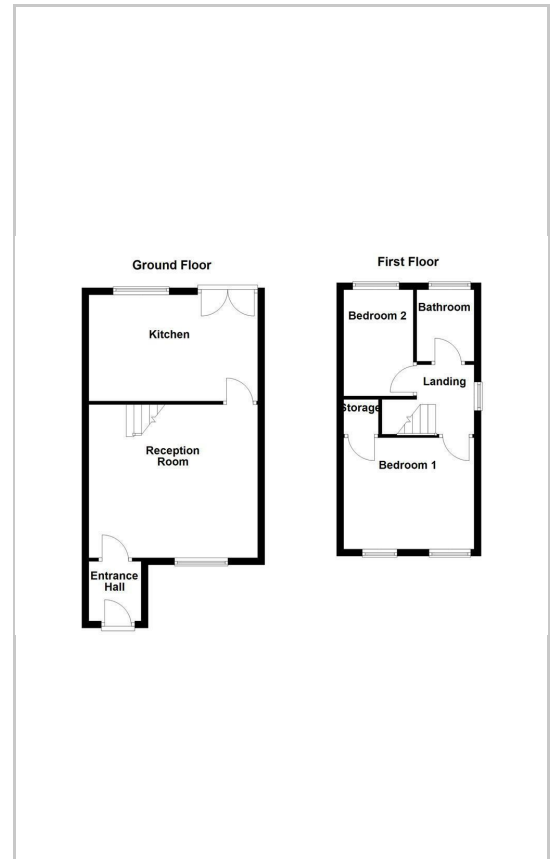 Ground Floor
Kitchen
Reception
Room
Entrance
Hall
First Floor
Bedroom 2
Bathroom
Landing
Storage
Bedroom 1